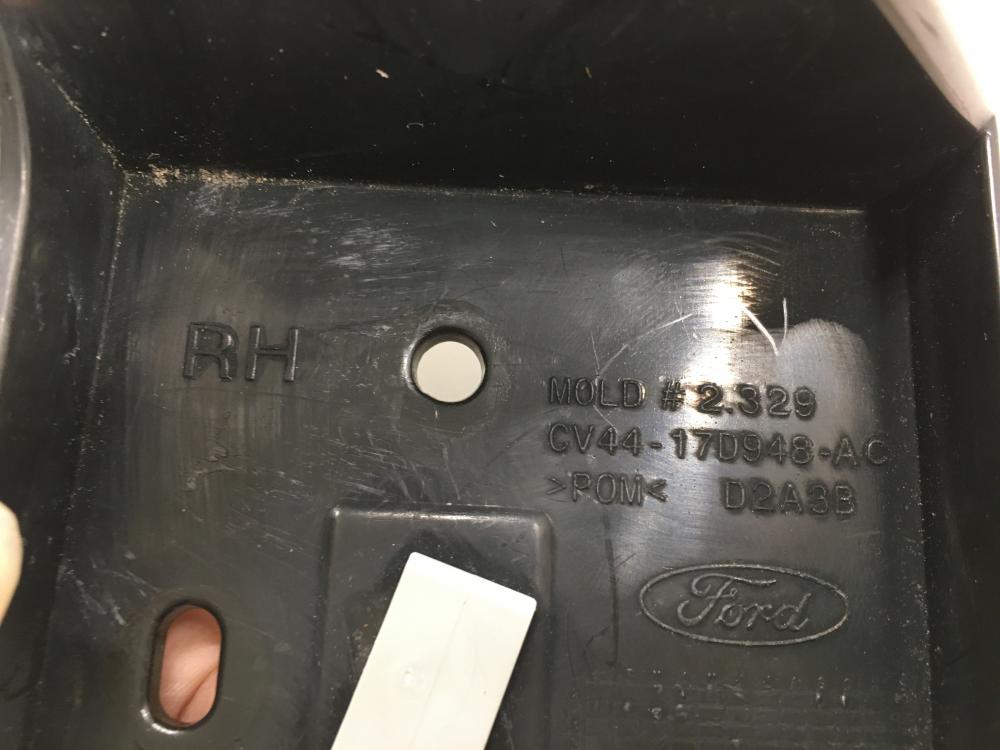 RH
MOLD # 2.329
CV44-17D948-AC
>POM< D2A3B
Ford